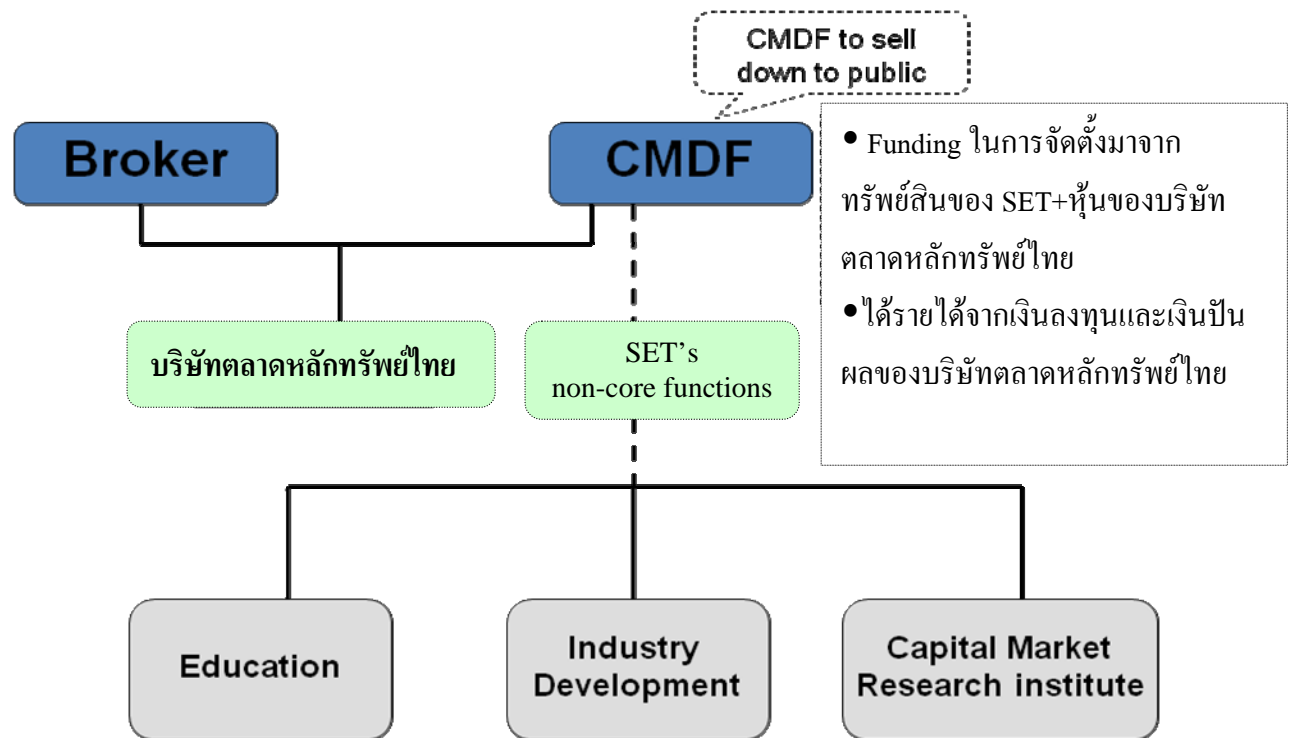 CMDF to sell
down to public
Broker
CMDF
• Funding ในการจัดตั้งมาจาก
ทรัพย์สินของ SET+หุ้นของบริษัท
ตลาดหลักทรัพย์ไทย
• ได้รายได้จากเงินลงทุนและเงินปัน
ผลของบริษัทตลาดหลักทรัพย์ไทย
บริษัทตลาดหลักทรัพย์ไทย
SET's
non-core functions
Education
Industry
Development
Capital Market
Research institute